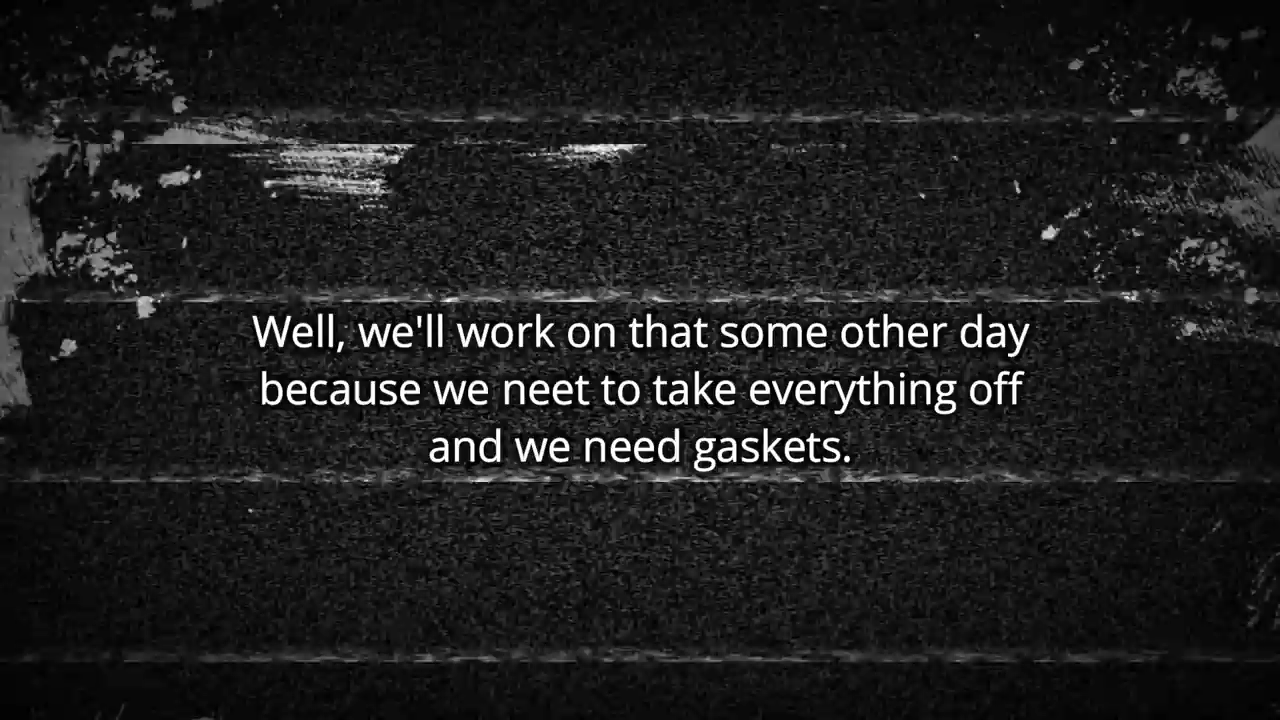 Well, we'll work on that some other day
because we neet to take everything off
and we need gaskets.